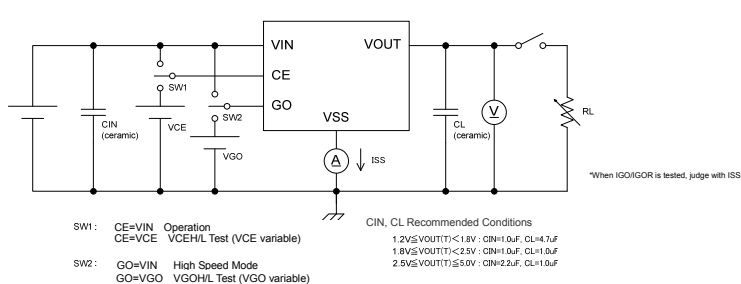 VIN
VOUT
CE
GO
VSS
SW1
SW2
CIN
(ceramic)
VCE
VGO
A
ISS
CL
(ceramic)
V
RL
*When IGO/IGOR is tested, judge with ISS
SW1 : CE=VIN Operation
CE=VCE VCEH/L Test (VCE variable)
SW2 : GO=VIN High Speed Mode
GO=VGO VGOH/L Test (VGO variable)
CIN, CL Recommended Conditions
1.2V≦VOUT(T)<1.8V : CIN=1.0uF, CL=4.7uF
1.8V≦VOUT(T)<2.5V : CIN=1.0uF, CL=1.0uF
2.5V≦VOUT(T)≦5.0V : CIN=2.2uF, CL=1.0uF